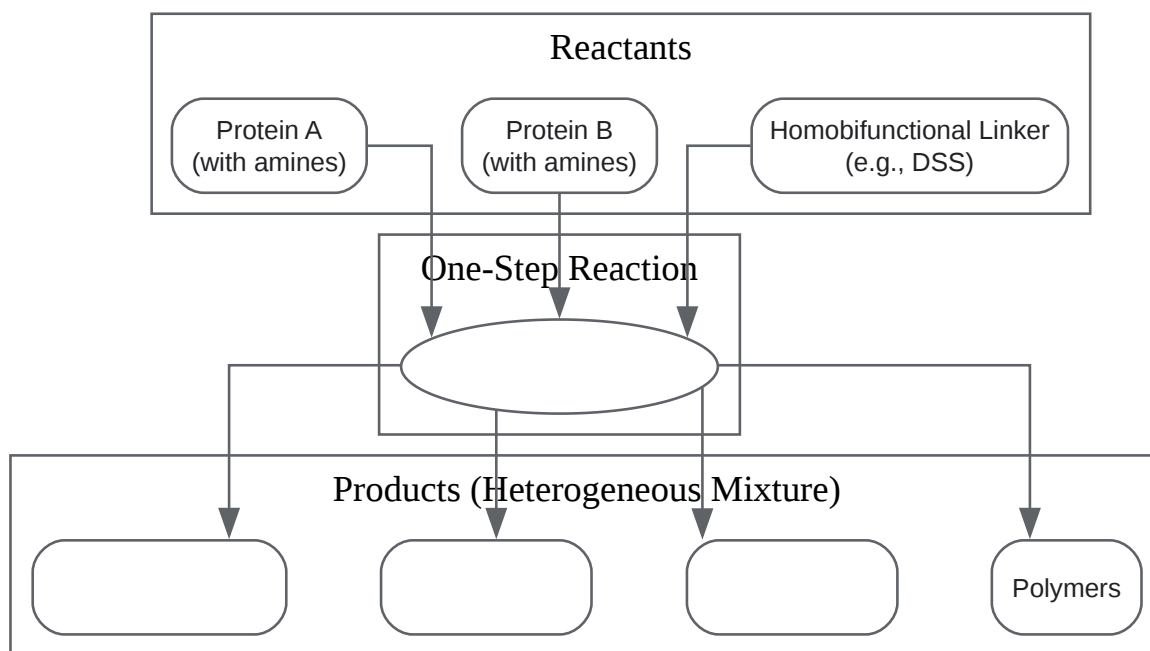 Reactants
Protein A
(with amines)
Protein B
(with amines)
Homobifunctional Linker
(e.g., DSS)
One-Step Reaction
Products (Heterogeneous Mixture)
Polymers